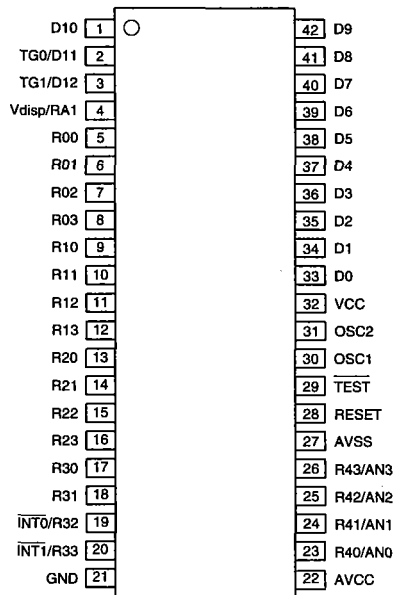 D10 1 42 D9
TG0/D11 2 41 D8
TG1/D12 3 40 D7
Vdisp/RA1 4 39 D6
R00 5 38 D5
R01 6 37 D4
R02 7 36 D3
R03 8 35 D2
R10 9 34 D1
R11 10 33 D0
R12 11 32 VCC
R13 12 31 OSC2
R20 13 30 OSC1
R21 14 29 TEST
R22 15 28 RESET
R23 16 27 AVSS
R30 17 26 R43/AN3
R31 18 25 R42/AN2
INT0/R32 19 24 R41/AN1
INT1/R33 20 23 R40/AN0
GND 21 22 AVCC